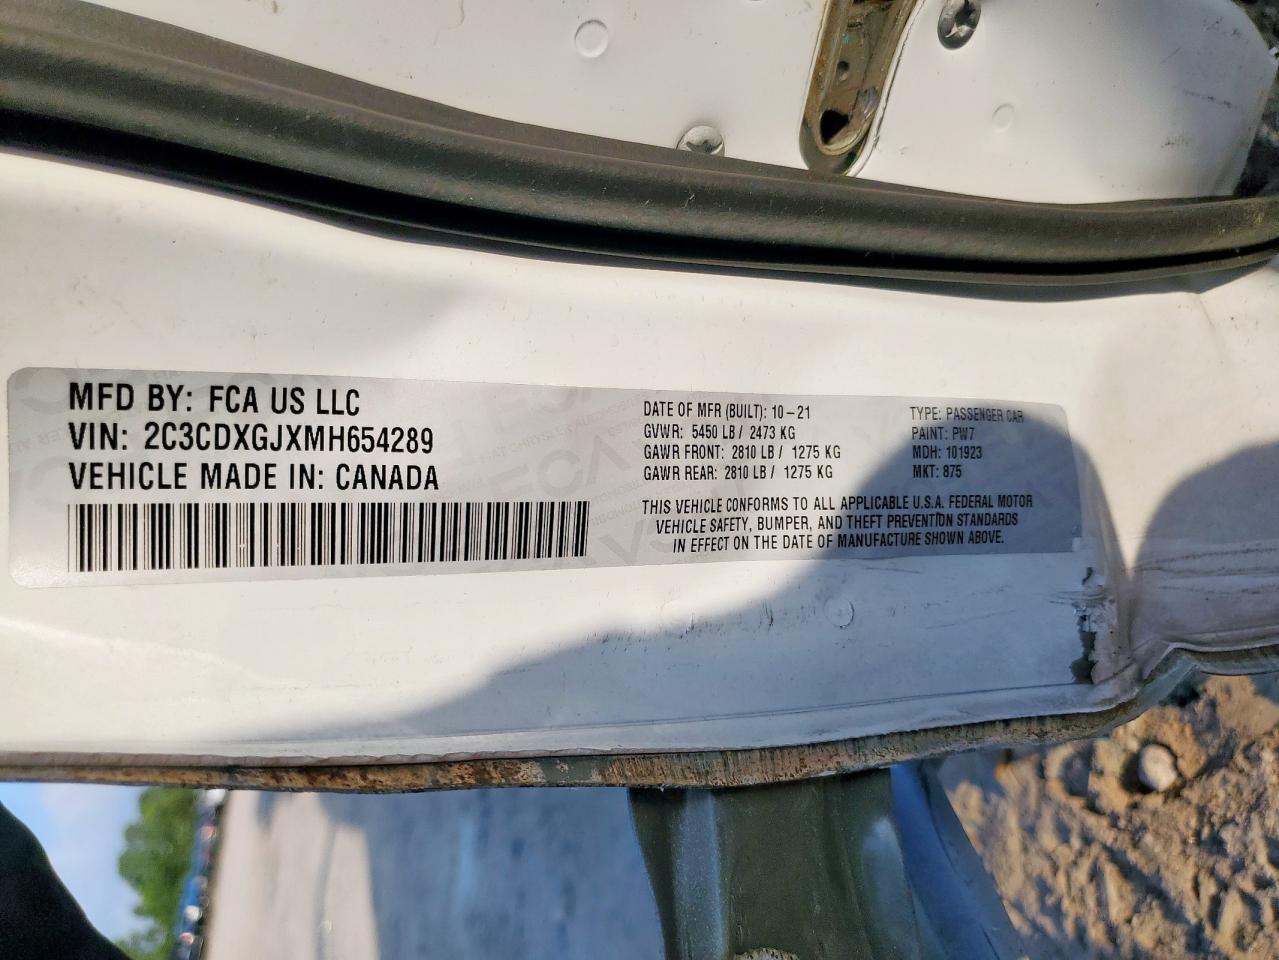 MFD BY: FCA US LLC
VIN: 2C3CDXGJXMH654289
VEHICLE MADE IN: CANADA
DATE OF MFR (BUILT): 10-21
GVWR: 5450 LB / 2473 KG
GAWR FRONT: 2810 LB / 1275 KG
GAWR REAR: 2810 LB / 1275 KG
TYPE: PASSENGER CAR
PAINT: PW7
MDH: 101923
MKT: 875
THIS VEHICLE CONFORMS TO ALL APPLICABLE U.S.A. FEDERAL MOTOR
VEHICLE SAFETY, BUMPER, AND THEFT PREVENTION STANDARDS
IN EFFECT ON THE DATE OF MANUFACTURE SHOWN ABOVE.